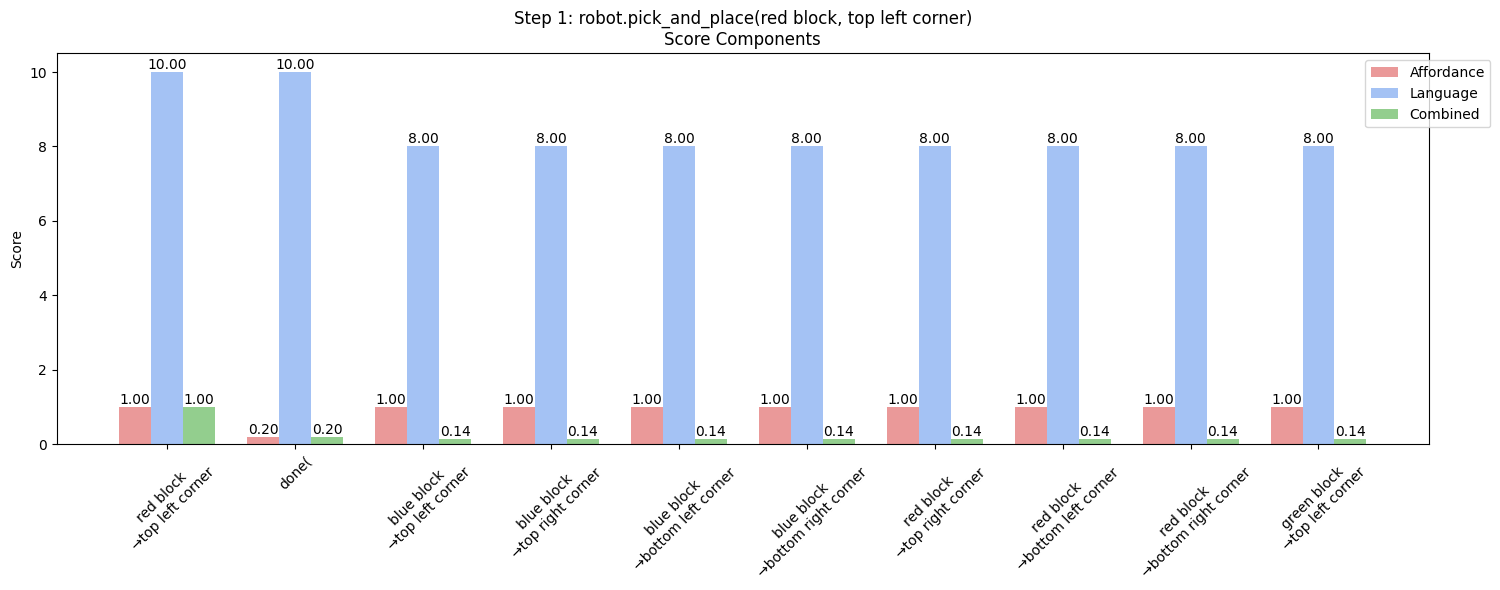 Step 1: robot.pick_and_place(red block, top left corner)
Score Components
Affordance
Language
Combined
Score
10
8
6
4
2
0
1.00 10.00 1.00
0.20 10.00 0.20
1.00 8.00 0.14
1.00 8.00 0.14
1.00 8.00 0.14
1.00 8.00 0.14
1.00 8.00 0.14
1.00 8.00 0.14
1.00 8.00 0.14
1.00 8.00 0.14
red block
→top left corner
done(
blue block
→top left corner
blue block
→top right corner
blue block
→bottom left corner
blue block
→bottom right corner
red block
→top right corner
red block
→bottom left corner
red block
→bottom right corner
green block
→top left corner